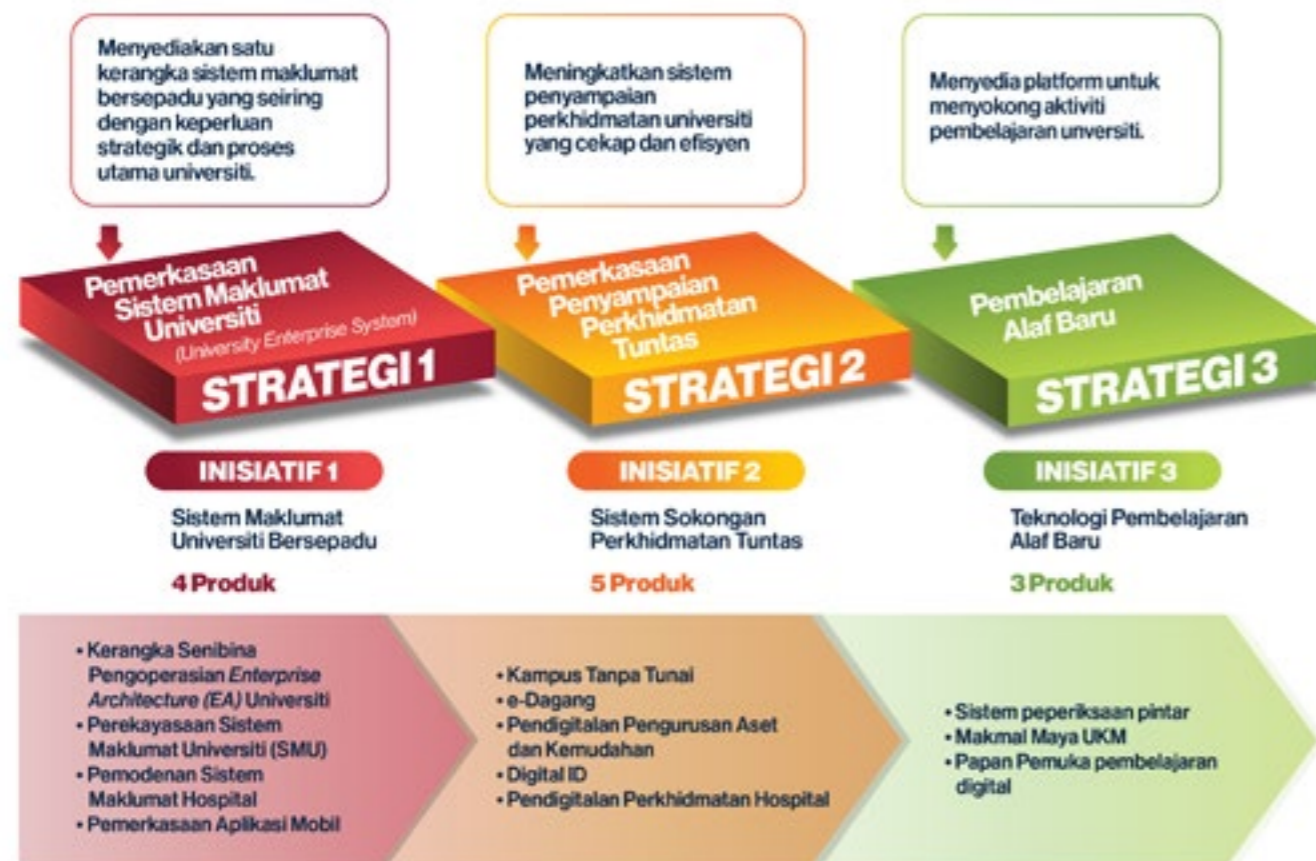 Menyediakan satu
kerangka sistem maklumat
bersepadu yang seiring
dengan keperluan
strategik dan proses
utama universiti.
Meningkatkan sistem
penyampaian
perkhidmatan universiti
yang cekap dan efisyen
Menyedia platform untuk
menyokong aktiviti
pembelajaran unversiti.
Pemerkasaan
Sistem Maklumat
Universiti
(University Enterprise System)
STRATEGI 1
Pemerkasaan
Penyampaian
Perkhidmatan
Tuntas
STRATEGI 2
Pembelajaran
Alaf Baru
STRATEGI 3
INISIATIF 1
Sistem Maklumat
Universiti Bersepadu
4 Produk
INISIATIF 2
Sistem Sokongan
Perkhidmatan Tuntas
5 Produk
INISIATIF 3
Teknologi Pembelajaran
Alaf Baru
3 Produk
• Kerangka Senibina
Pengoperasian Enterprise
Architecture (EA) Universiti
• Perekayasaan Sistem
Maklumat Universiti (SMU)
• Pemodenan Sistem
Maklumat Hospital
• Pemerkasaan Aplikasi Mobil
• Kampus Tanpa Tunai
• e-Dagang
• Pendigitalan Pengurusan Aset
dan Kemudahan
• Digital ID
• Pendigitalan Perkhidmatan Hospital
• Sistem peperiksaan pintar
• Makmal Maya UKM
• Papan Pemuka pembelajaran
digital